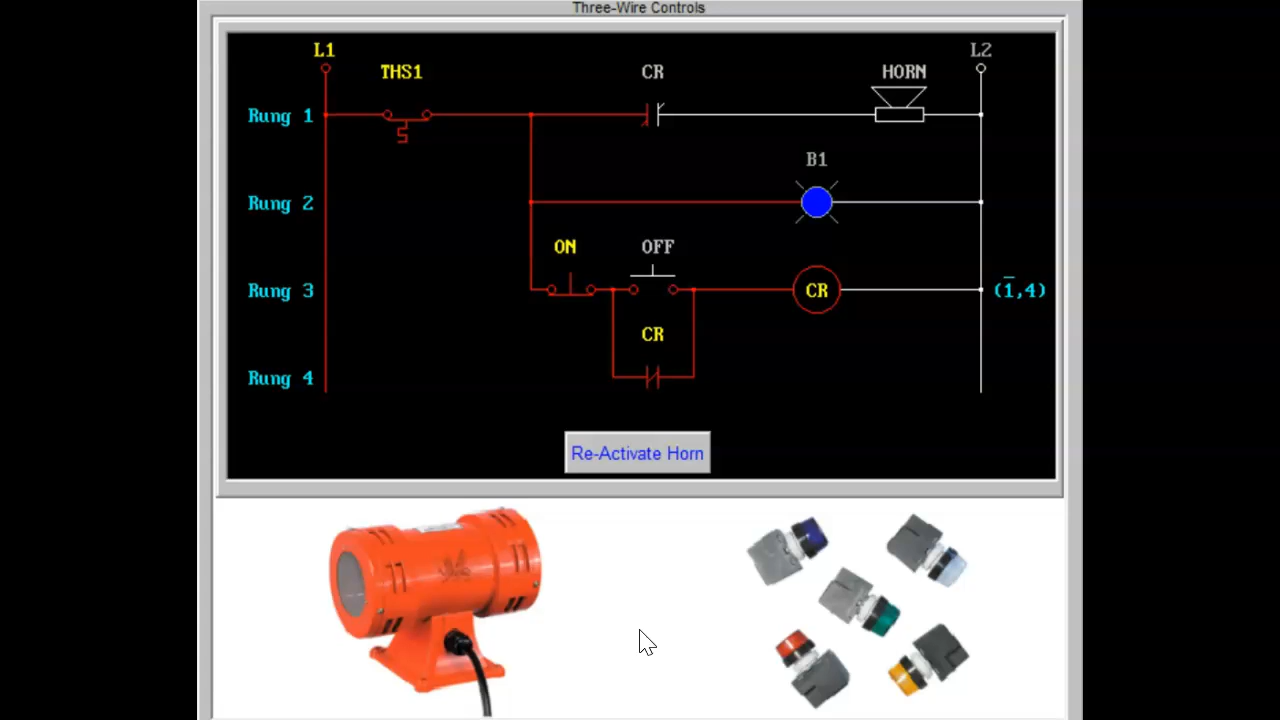 Three-Wire Controls
L1
L2
THS1
CR
HORN
Rung 1
B1
Rung 2
ON
OFF
Rung 3
CR
(1̅,4)
CR
Rung 4
Re-Activate Horn